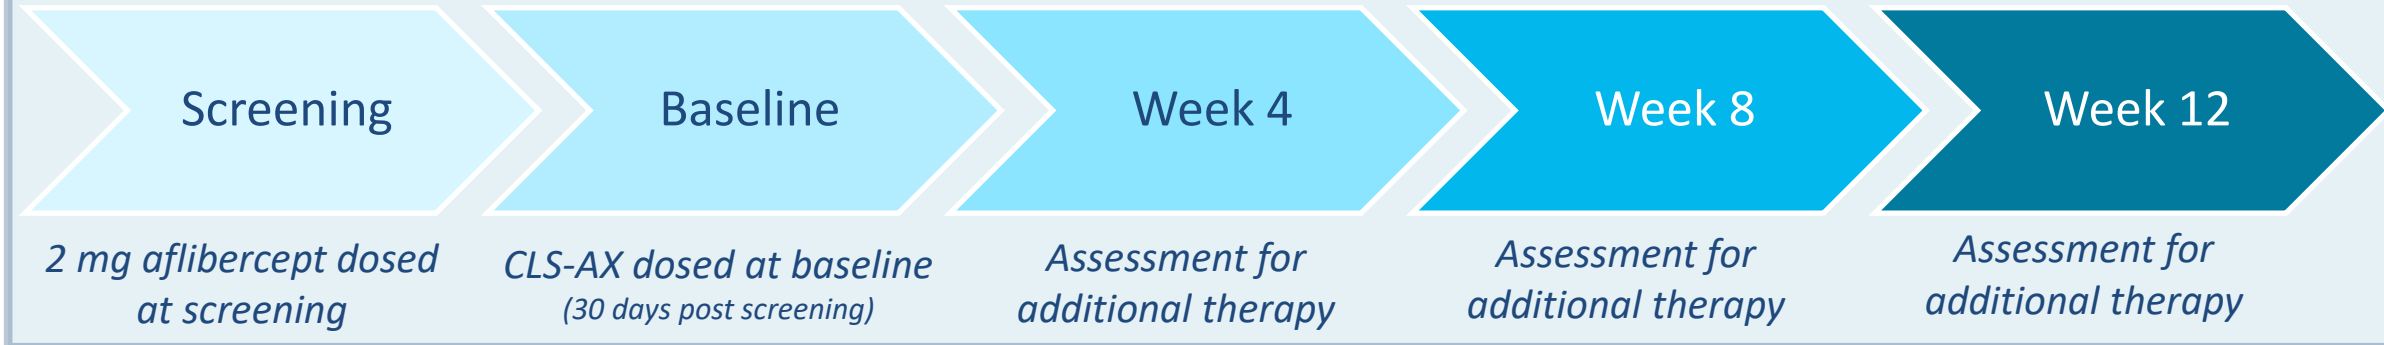 Screening
Baseline
Week 4
Week 8
Week 12
2 mg aflibercept dosed
at screening
CLS-AX dosed at baseline
(30 days post screening)
Assessment for
additional therapy
Assessment for
additional therapy
Assessment for
additional therapy